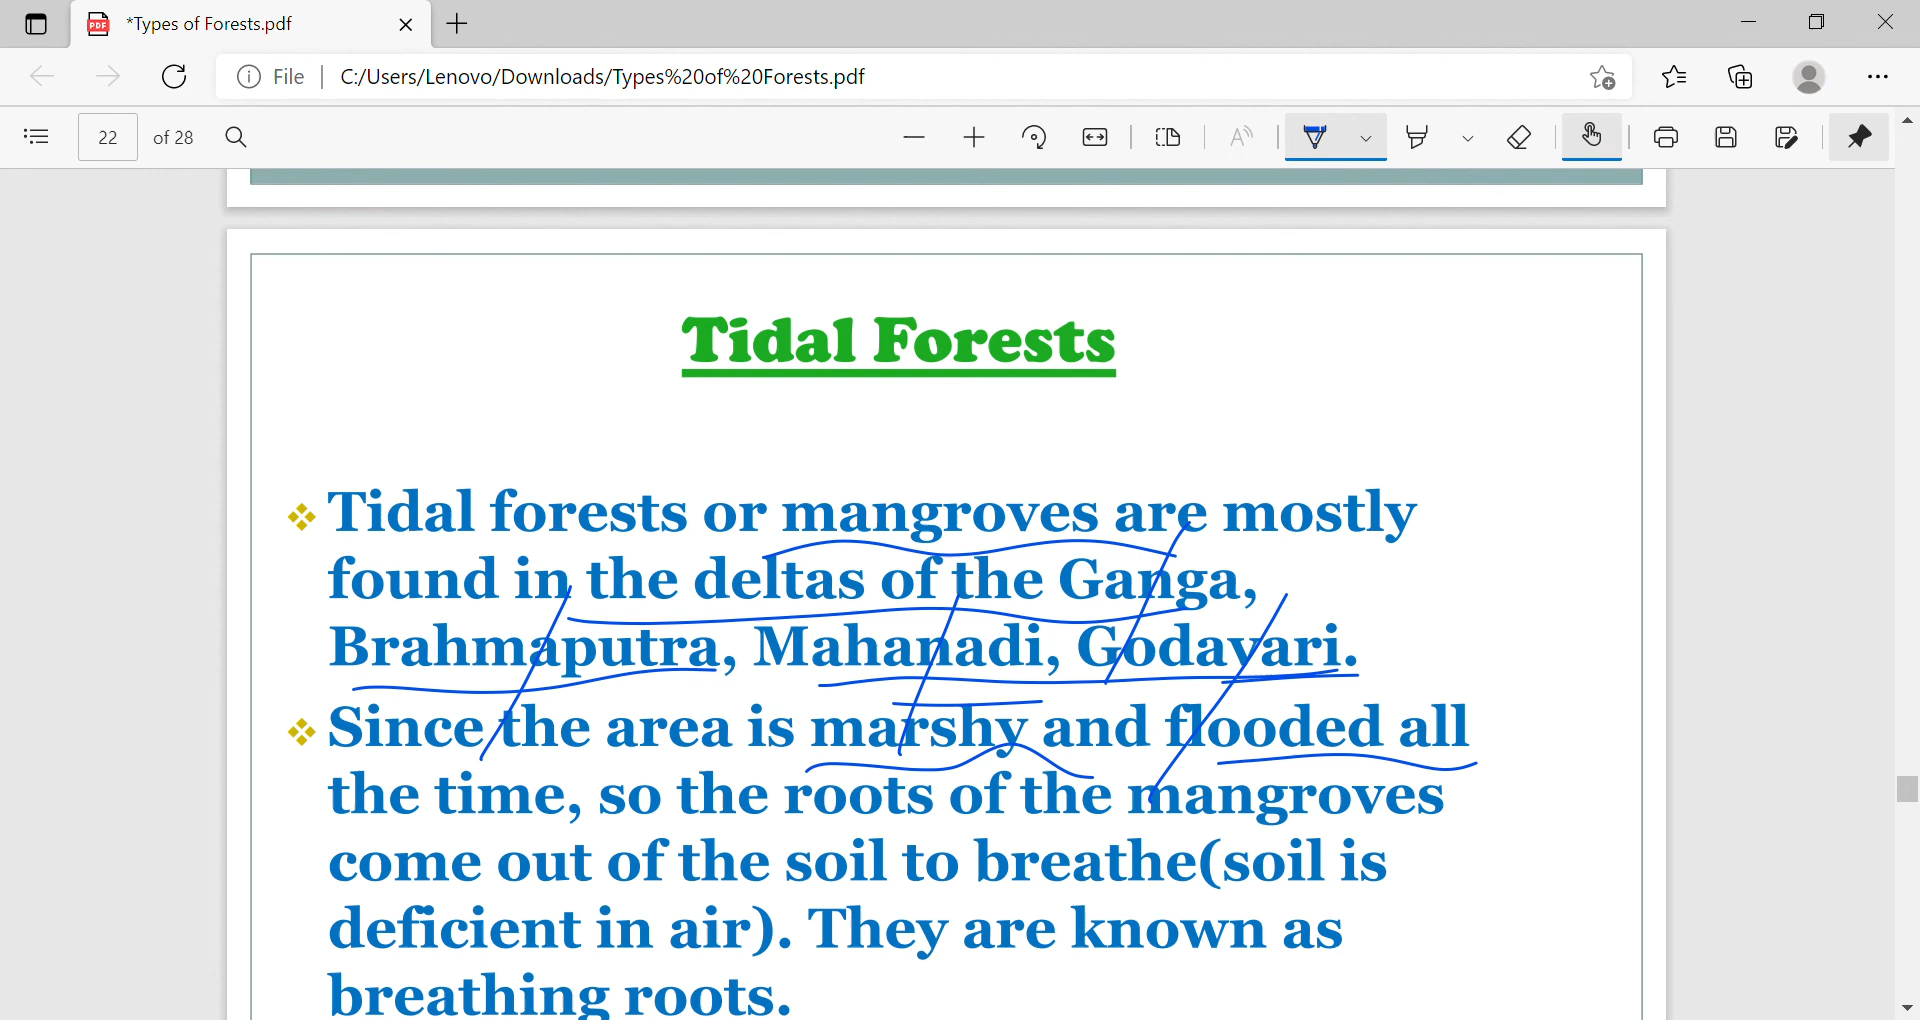 *Types of Forests.pdf
File
C:/Users/Lenovo/Downloads/Types%20of%20Forests.pdf
22 of 28
Tidal Forests
Tidal forests or mangroves are mostly
found in the deltas of the Ganga,
Brahmaputra, Mahanadi, Godavari.
Since the area is marshy and flooded all
the time, so the roots of the mangroves
come out of the soil to breathe(soil is
deficient in air). They are known as
breathing roots.